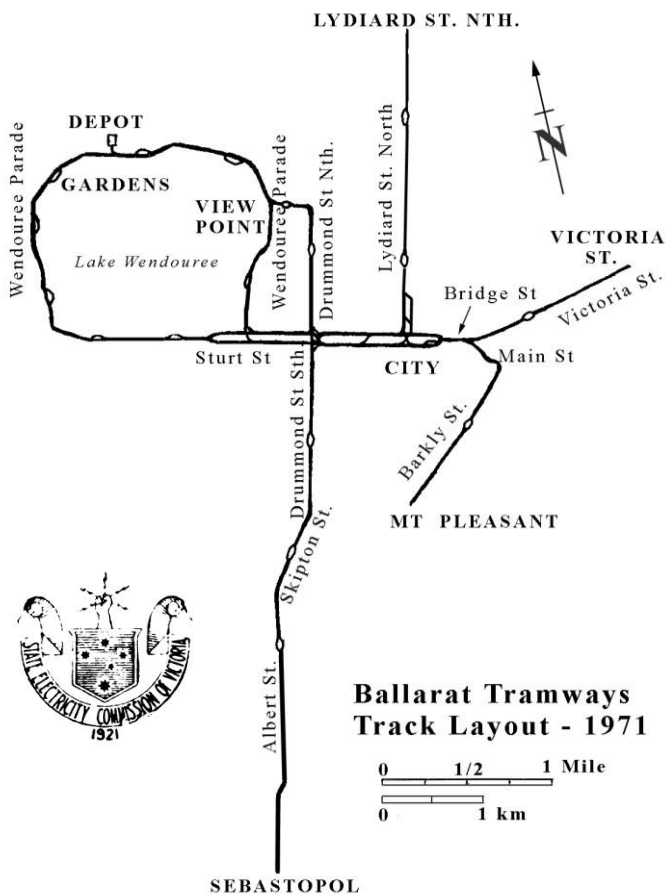 LYDIARD ST. NTH.
DEPOT
GARDENS
Wendouree Parade
VIEW
POINT
Wendouree Parade
Drummond St Nth.
Lydiard St. North
N
Lake Wendouree
VICTORIA
ST.
Bridge St
Victoria St.
Sturt St
CITY
Main St
Drummond St Sth.
Barkly St.
MT PLEASANT
Skipton St.
STATE ELECTRICITY COMMISSION OF VICTORIA
1921
Albert St.
Ballarat Tramways
Track Layout - 1971
0 1/2 1 Mile
0 1 km
SEBASTOPOL